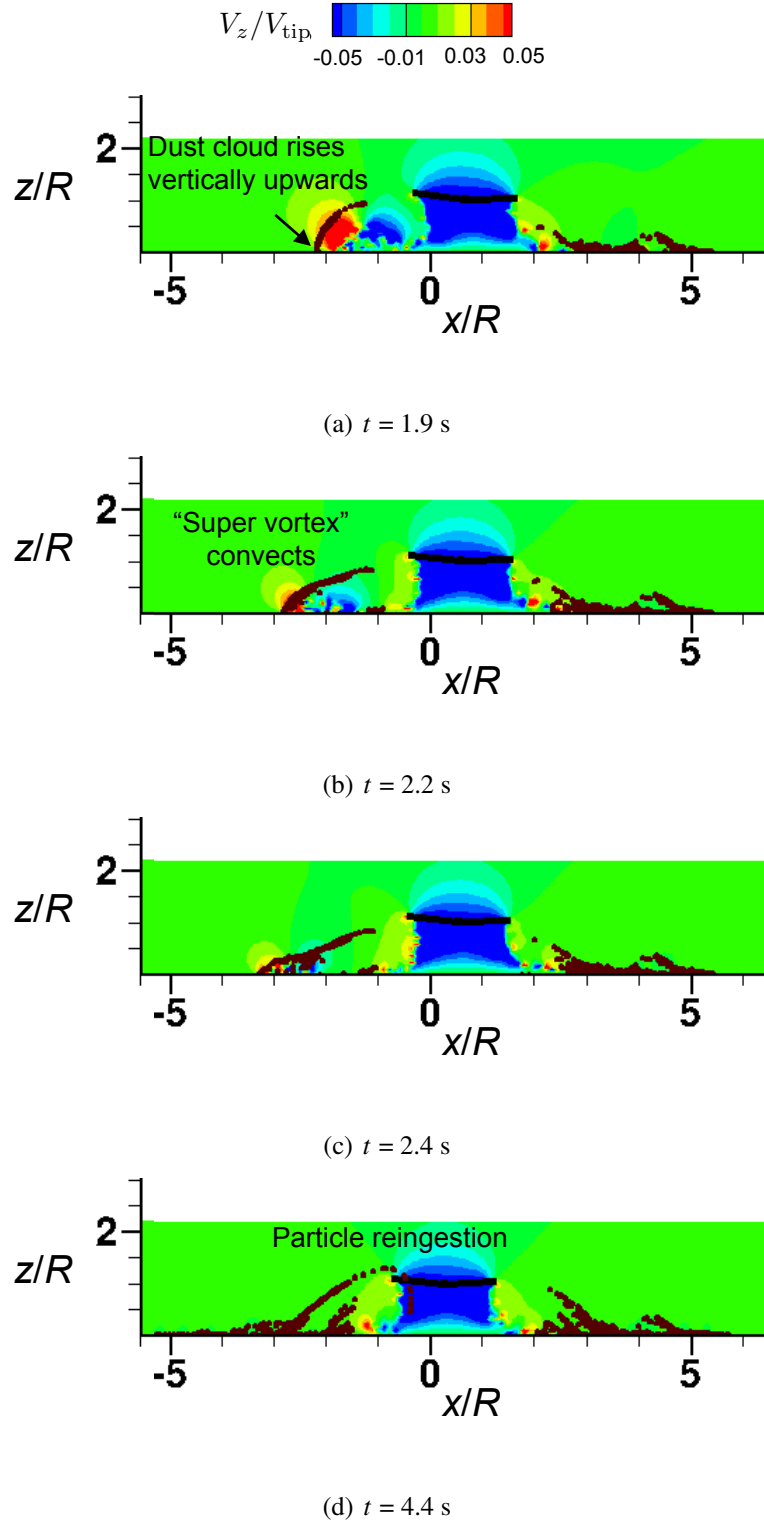 V_z/V_tip
-0.05 -0.01 0.03 0.05
2
Dust cloud rises
vertically upwards
z/R
-5 0 5
x/R
(a) t = 1.9 s
2
“Super vortex”
convects
z/R
-5 0 5
x/R
(b) t = 2.2 s
2
z/R
-5 0 5
x/R
(c) t = 2.4 s
2
Particle reingestion
z/R
-5 0 5
x/R
(d) t = 4.4 s